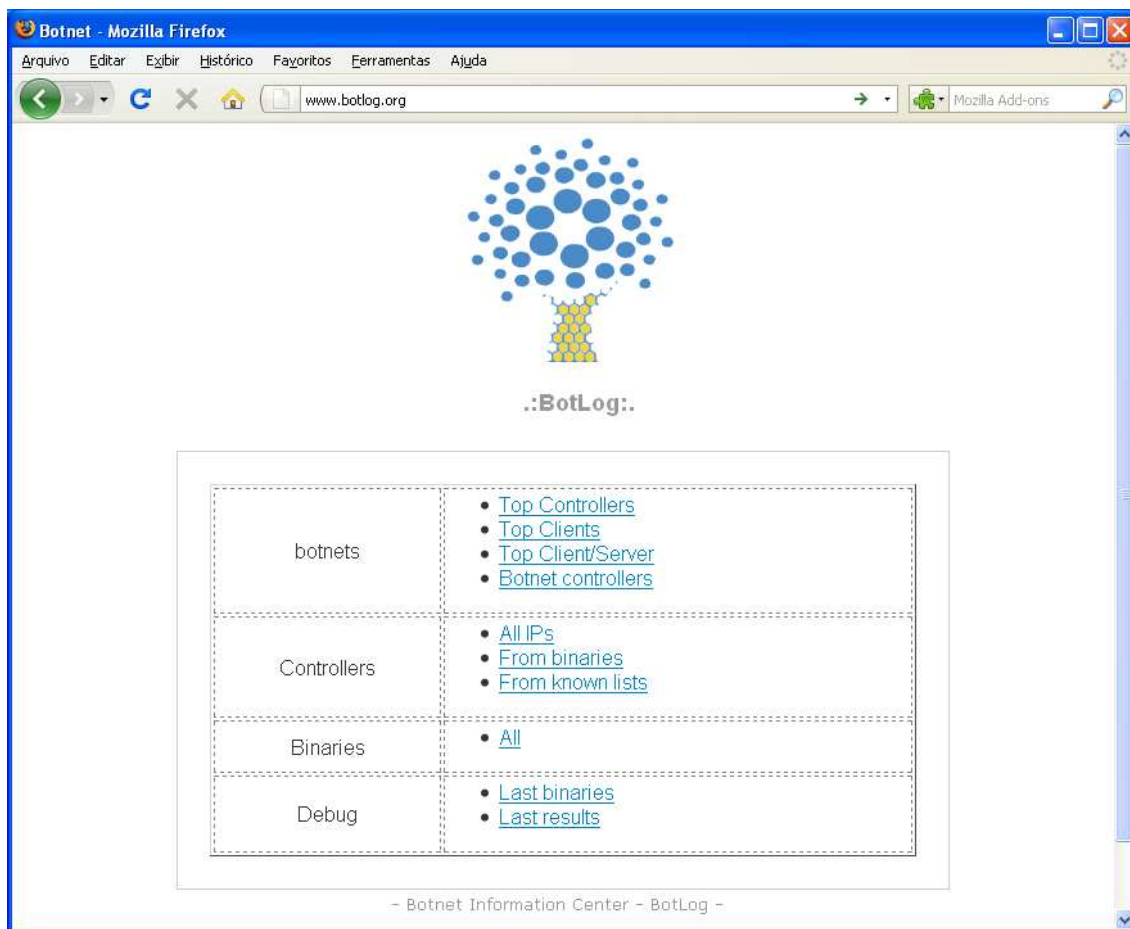 Botnet - Mozilla Firefox
Arquivo Editar Exibir Histórico Favoritos Ferramentas Ajuda
www.botlog.org Mozilla Add-ons
.:BotLog:.
botnets
Top Controllers
Top Clients
Top Client/Server
Botnet controllers
Controllers
All IPs
From binaries
From known lists
Binaries
All
Debug
Last binaries
Last results
- Botnet Information Center - BotLog -